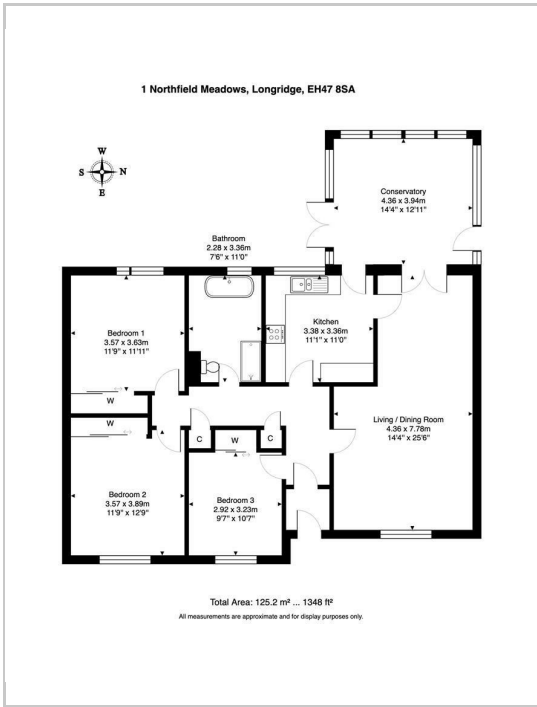 1 Northfield Meadows, Longridge, EH47 8SA
W
S N
E
Conservatory
4.36 x 3.94m
14'4" x 12'11"
Bathroom
2.28 x 3.36m
7'6" x 11'0"
Bedroom 1
3.57 x 3.63m
11'9" x 11'11"
Kitchen
3.38 x 3.36m
11'1" x 11'0"
W
W
C
W
C
Living / Dining Room
4.36 x 7.78m
14'4" x 25'6"
Bedroom 2
3.57 x 3.89m
11'9" x 12'9"
Bedroom 3
2.92 x 3.23m
9'7" x 10'7"
Total Area: 125.2 m² ... 1348 ft²
All measurements are approximate and for display purposes only.